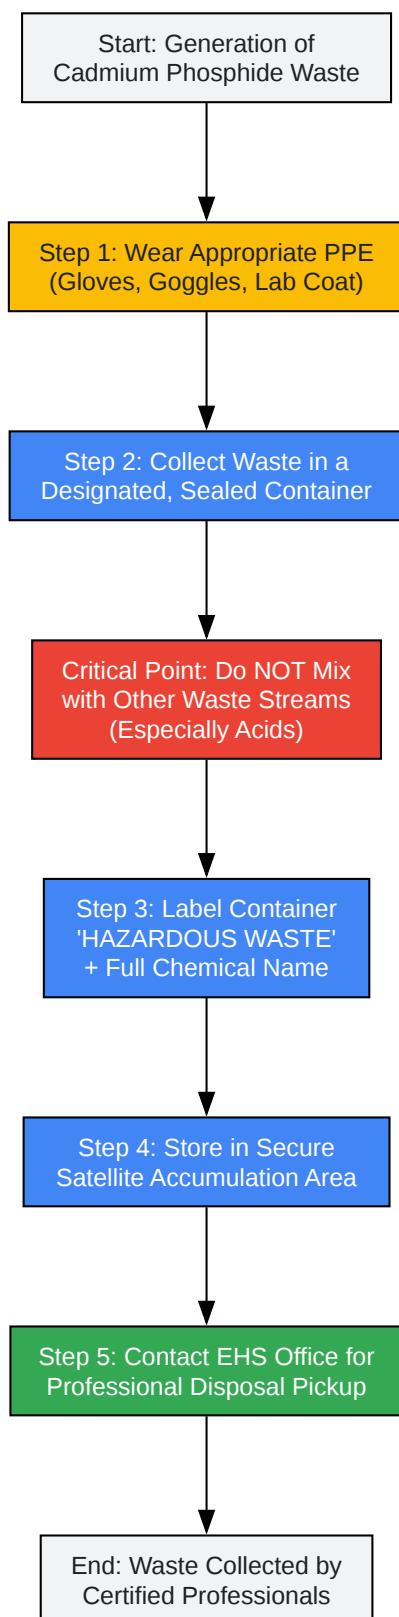 Start: Generation of
Cadmium Phosphide Waste
Step 1: Wear Appropriate PPE
(Gloves, Goggles, Lab Coat)
Step 2: Collect Waste in a
Designated, Sealed Container
Critical Point: Do NOT Mix
with Other Waste Streams
(Especially Acids)
Step 3: Label Container
'HAZARDOUS WASTE'
+ Full Chemical Name
Step 4: Store in Secure
Satellite Accumulation Area
Step 5: Contact EHS Office for
Professional Disposal Pickup
End: Waste Collected by
Certified Professionals